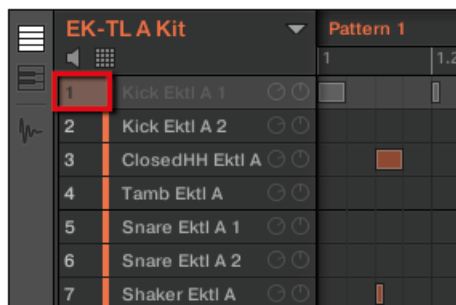 EK-TL A Kit
Pattern 1
1
1.2
1 Kick Ektl A 1
2 Kick Ektl A 2
3 ClosedHH Ektl A
4 Tamb Ektl A
5 Snare Ektl A 1
6 Snare Ektl A 2
7 Shaker Ektl A